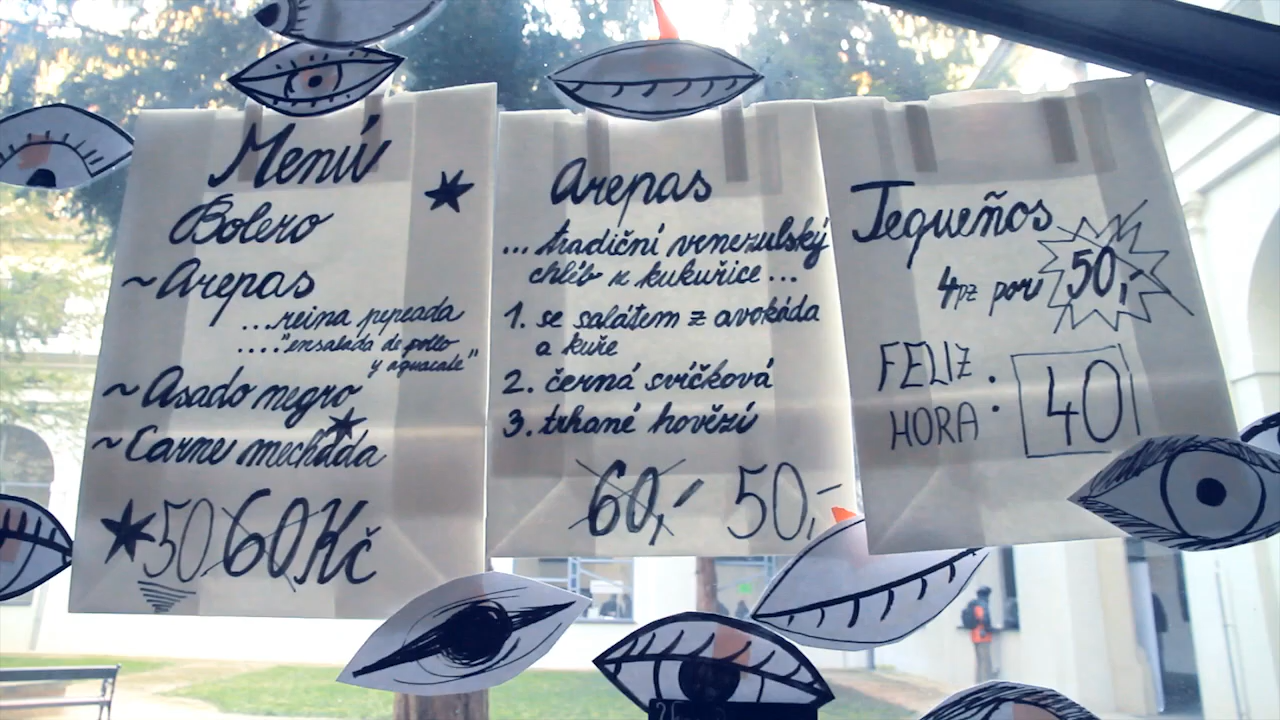 Menú
Bolero
~Arepas
...reina pepeada
...."ensalada de pollo
y aguacate"
~Asado negro
~Carne mechada
50 60 Kč
Arepas
... tradiční venezulský
chléb z kukuřice...
1. se salátem z avokáda
a kuře
2. černá svíčková
3. trhané hovězí
60,- 50,-
Tequeños
4pz por 50,-
FELIZ
HORA : 40